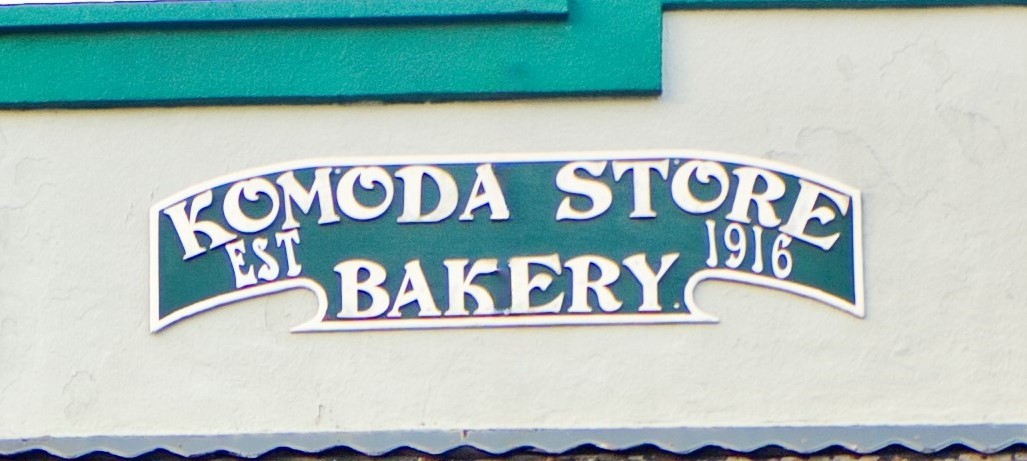 KOMODA STORE
EST 1916
BAKERY